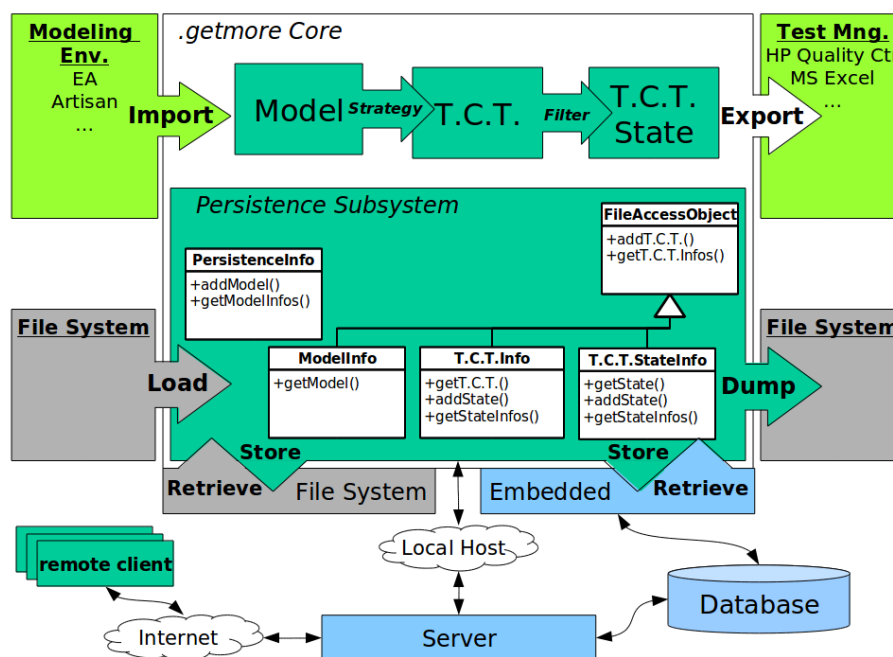 Modeling
Env.
EA
Artisan
...
.getmore Core
Test Mng.
HP Quality Ct
MS Excel
...
Import
Model
Strategy
T.C.T.
Filter
T.C.T.
State
Export
Persistence Subsystem
FileAccessObject
+addT.C.T.()
+getT.C.T.Infos()
PersistenceInfo
+addModel()
+getModelInfos()
File System
File System
ModelInfo
+getModel()
T.C.T.Info
+getT.C.T.()
+addState()
+getStateInfos()
T.C.T.StateInfo
+getState()
+addState()
+getStateInfos()
Load
Dump
Store
Store
Retrieve
File System
Embedded
Retrieve
Local Host
remote client
Internet
Server
Database